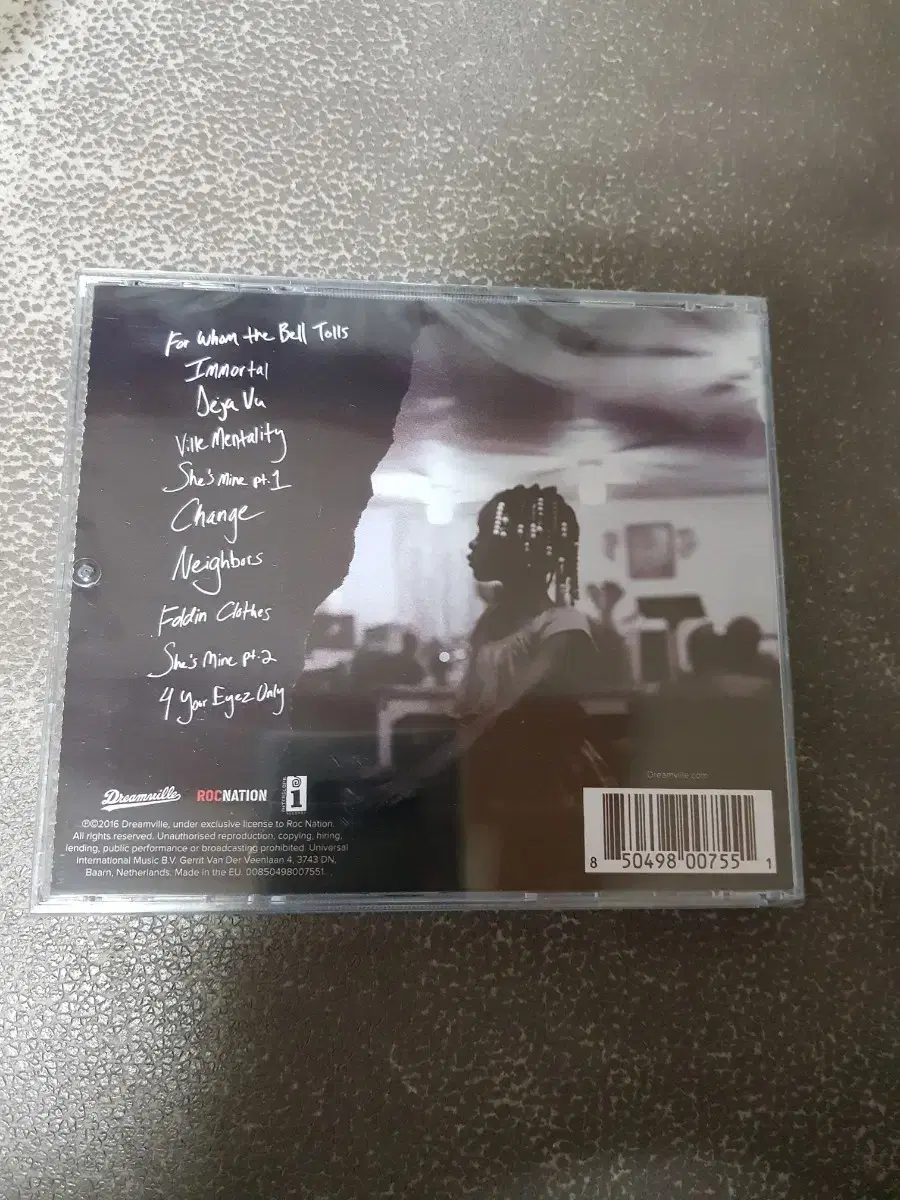 For Whom the Bell Tolls
Immortal
Deja Vu
Ville Mentality
She's Mine pt.1
Change
Neighbors
Foldin Clothes
She's Mine pt.2
4 Your Eyez Only
Dreamville.com
Dreamville ROCNATION INTERSCOPE RECORDS
℗©2016 Dreamville, under exclusive license to Roc Nation.
All rights reserved. Unauthorised reproduction, copying, hiring,
lending, public performance or broadcasting prohibited. Universal
International Music B.V. Gerrit Van Der Veenlaan 4, 3743 DN,
Baarn, Netherlands. Made in the EU. 00850498007551.
8 50498 00755 1